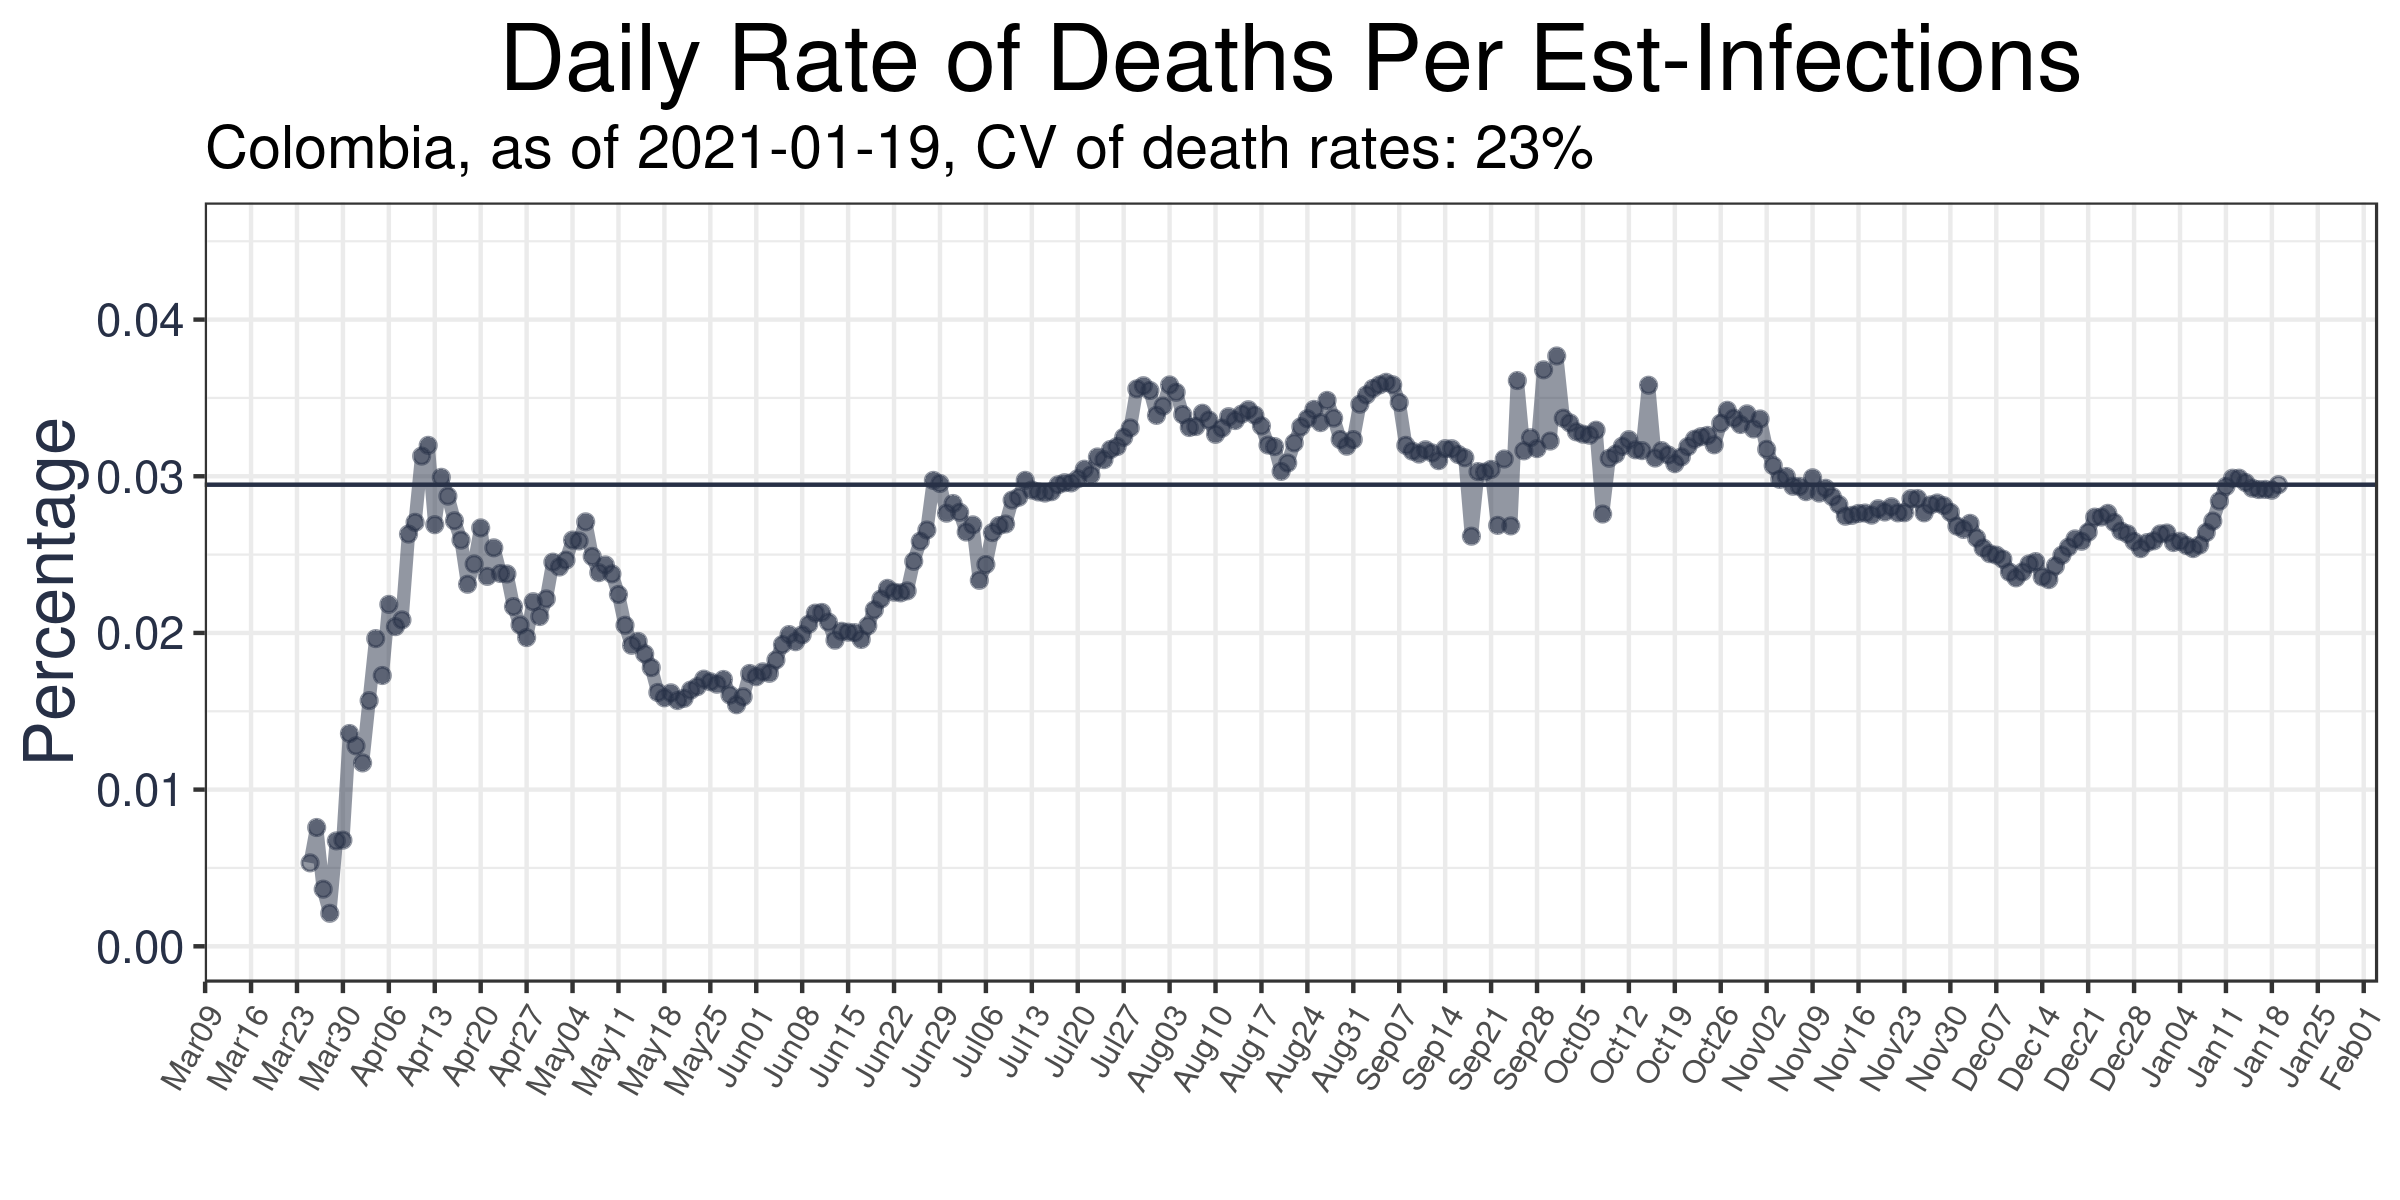 Daily Rate of Deaths Per Est-Infections
Colombia, as of 2021-01-19, CV of death rates: 23%
Percentage
0.04
0.03
0.02
0.01
0.00
Mar09
Mar16
Mar23
Mar30
Apr06
Apr13
Apr20
Apr27
May04
May11
May18
May25
Jun01
Jun08
Jun15
Jun22
Jun29
Jul06
Jul13
Jul20
Jul27
Aug03
Aug10
Aug17
Aug24
Aug31
Sep07
Sep14
Sep21
Sep28
Oct05
Oct12
Oct19
Oct26
Nov02
Nov09
Nov16
Nov23
Nov30
Dec07
Dec14
Dec21
Dec28
Jan04
Jan11
Jan18
Jan25
Feb01